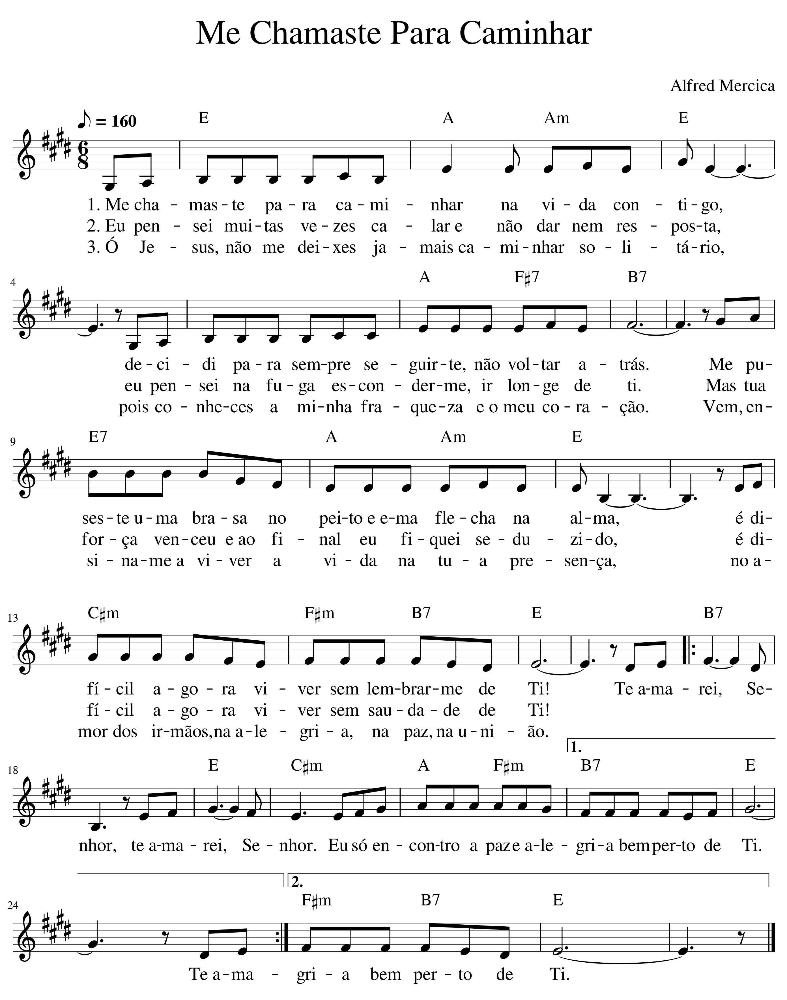 Me Chamaste Para Caminhar
Alfred Mercica
♪ = 160
E A Am E
6
8
1. Me cha - mas - te pa - ra ca - mi - nhar na vi - da con - ti - go,
2. Eu pen - sei mui - tas ve - zes ca - lar e não dar nem res - pos - ta,
3. Ó Je - sus, não me dei - xes ja - mais ca - mi - nhar so - li - tá - rio,
4 A F♯7 B7
de - ci - di pa - ra sem - pre se - guir - te, não vol - tar a - trás. Me pu -
eu pen - sei na fu - ga es - con - der - me, ir lon - ge de ti. Mas tua
pois co - nhe - ces a mi - nha fra - que - za e o meu co - ra - ção. Vem, en -
9 E7 A Am E
ses - te u - ma bra - sa no pei - to e e - ma fle - cha na al - ma, é di -
for - ça ven - ceu e ao fi - nal eu fi - quei se - du - zi - do, é di -
si - na - me a vi - ver a vi - da na tu - a pre - sen - ça, no a -
13 C♯m F♯m B7 E B7
fí - cil a - go - ra vi - ver sem lem - brar - me de Ti! Te a - ma - rei, Se -
fí - cil a - go - ra vi - ver sem sau - da - de de Ti!
mor dos ir - mãos, na a - le - gri - a, na paz, na u - ni - ão.
1.
18 E C♯m A F♯m B7 E
nhor, te a - ma - rei, Se - nhor. Eu só en - con - tro a paz e a - le - gri - a bem per - to de Ti.
2.
24 F♯m B7 E
Te a - ma - gri - a bem per - to de Ti.